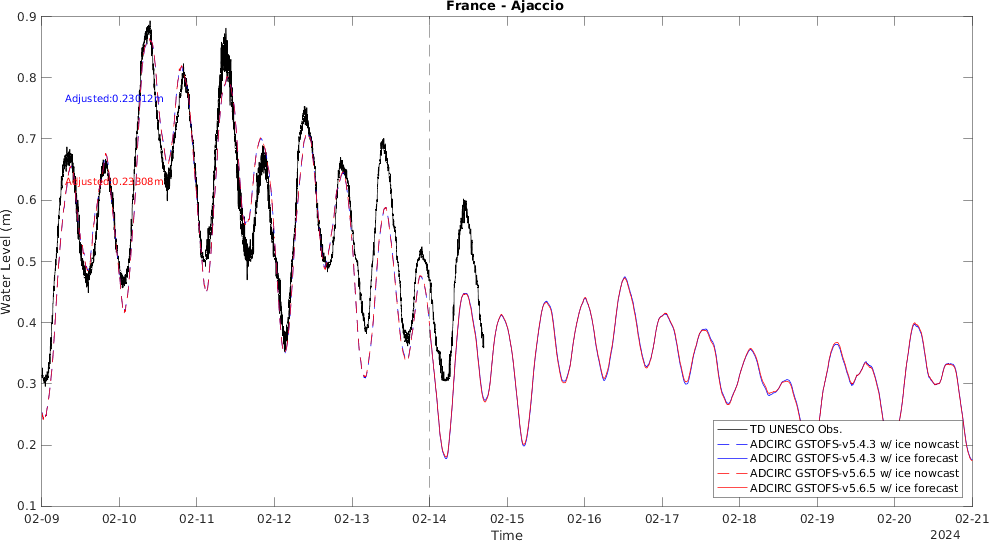 France - Ajaccio
0.9
0.8
0.7
0.6
0.5
0.4
0.3
0.2
0.1
Water Level (m)
Adjusted:0.23012m
Adjusted:0.23808m
TD UNESCO Obs.
ADCIRC GSTOFS-v5.4.3 w/ ice nowcast
ADCIRC GSTOFS-v5.4.3 w/ ice forecast
ADCIRC GSTOFS-v5.6.5 w/ ice nowcast
ADCIRC GSTOFS-v5.6.5 w/ ice forecast
02-09 02-10 02-11 02-12 02-13 02-14 02-15 02-16 02-17 02-18 02-19 02-20 02-21
Time
2024